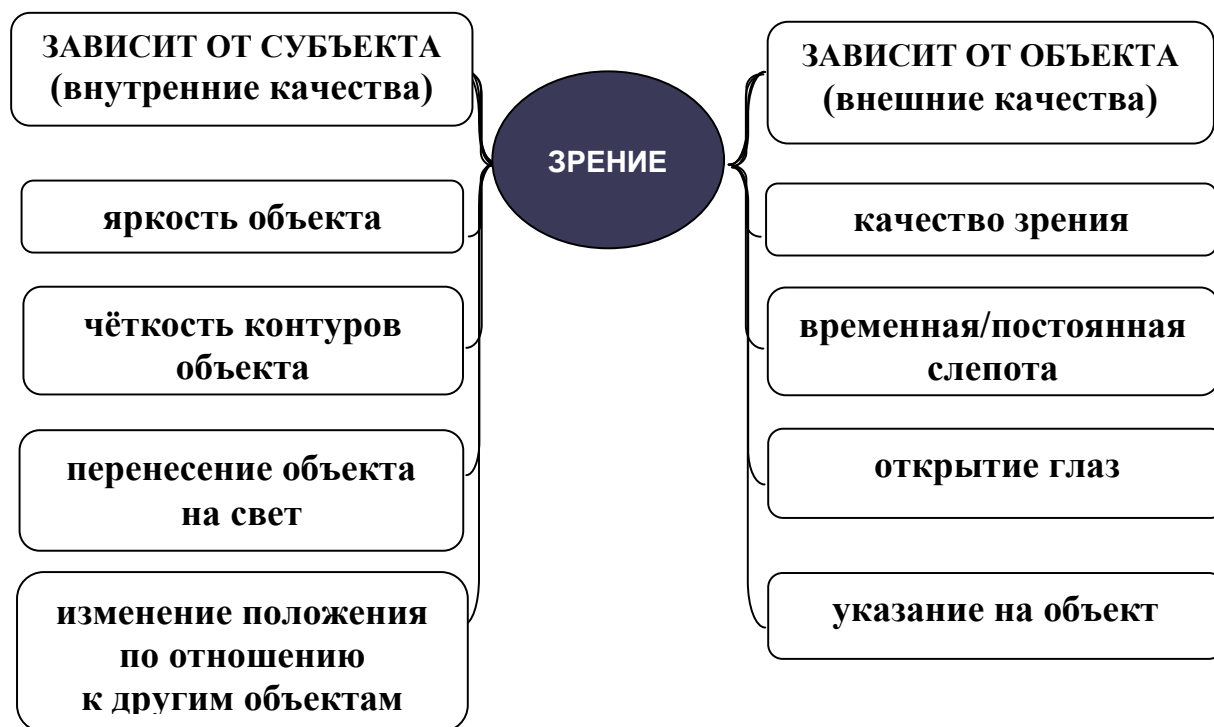 ЗАВИСИТ ОТ СУБЪЕКТА
(внутренние качества)
яркость объекта
чёткость контуров
объекта
перенесение объекта
на свет
изменение положения
по отношению
к другим объектам
ЗРЕНИЕ
ЗАВИСИТ ОТ ОБЪЕКТА
(внешние качества)
качество зрения
временная/постоянная
слепота
открытие глаз
указание на объект